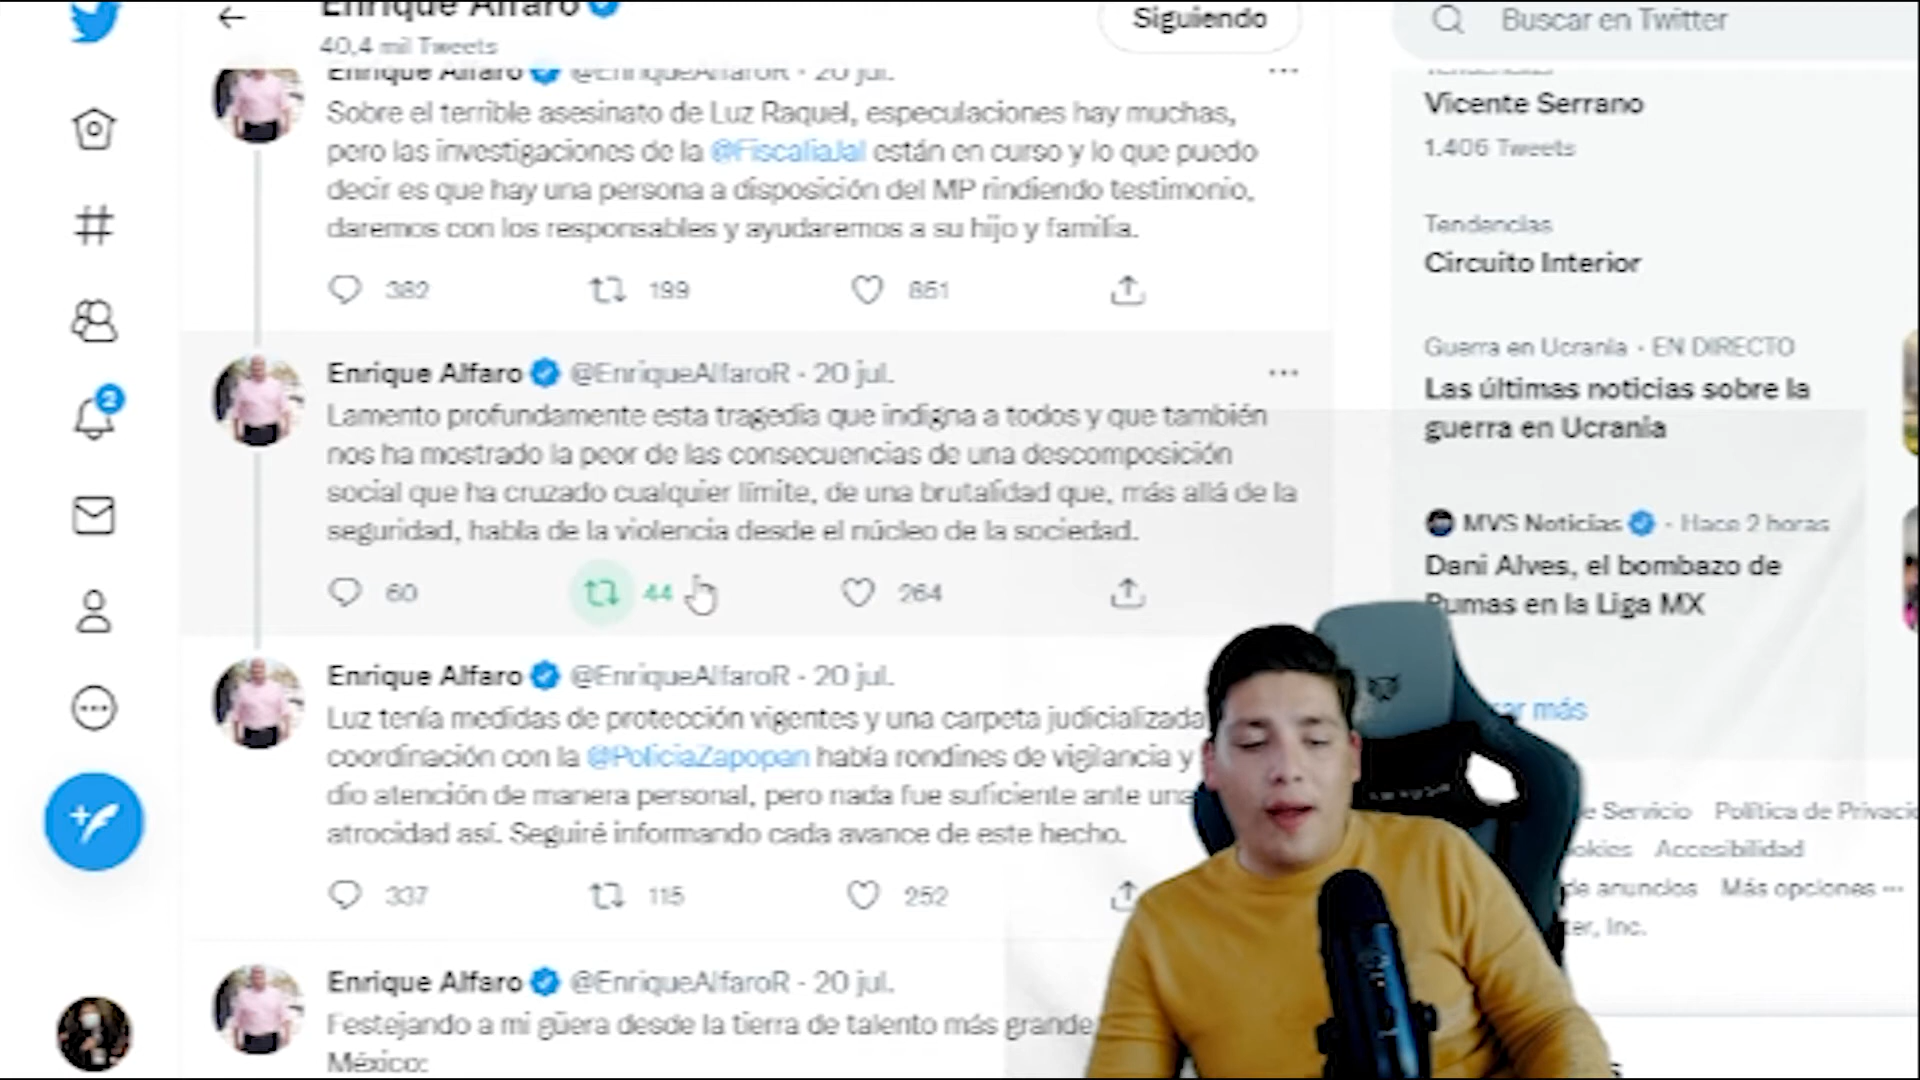 Enrique Alfaro
40,4 mil Tweets
Siguiendo
Buscar en Twitter
Enrique Alfaro @EnriqueAlfaroR · 20 jul.
Sobre el terrible asesinato de Luz Raquel, especulaciones hay muchas,
pero las investigaciones de la @FiscaliaJal están en curso y lo que puedo
decir es que hay una persona a disposición del MP rindiendo testimonio,
daremos con los responsables y ayudaremos a su hijo y familia.
382 199 851
Enrique Alfaro @EnriqueAlfaroR · 20 jul.
Lamento profundamente esta tragedia que indigna a todos y que también
nos ha mostrado la peor de las consecuencias de una descomposición
social que ha cruzado cualquier límite, de una brutalidad que, más allá de la
seguridad, habla de la violencia desde el núcleo de la sociedad.
60 44 264
Enrique Alfaro @EnriqueAlfaroR · 20 jul.
Luz tenía medidas de protección vigentes y una carpeta judicializada
coordinación con la @PoliciaZapopan había rondines de vigilancia y
dio atención de manera personal, pero nada fue suficiente ante una
atrocidad así. Seguiré informando cada avance de este hecho.
337 115 252
Enrique Alfaro @EnriqueAlfaroR · 20 jul.
Festejando a mi güera desde la tierra de talento más grande
México:
2
Tendencias
Vicente Serrano
1.406 Tweets
Tendencias
Circuito Interior
Guerra en Ucrania · EN DIRECTO
Las últimas noticias sobre la
guerra en Ucrania
MVS Noticias · Hace 2 horas
Dani Alves, el bombazo de
Pumas en la Liga MX
ar más
e Servicio Política de Privaci
okies Accesibilidad
de anuncios Más opciones ···
ter, Inc.